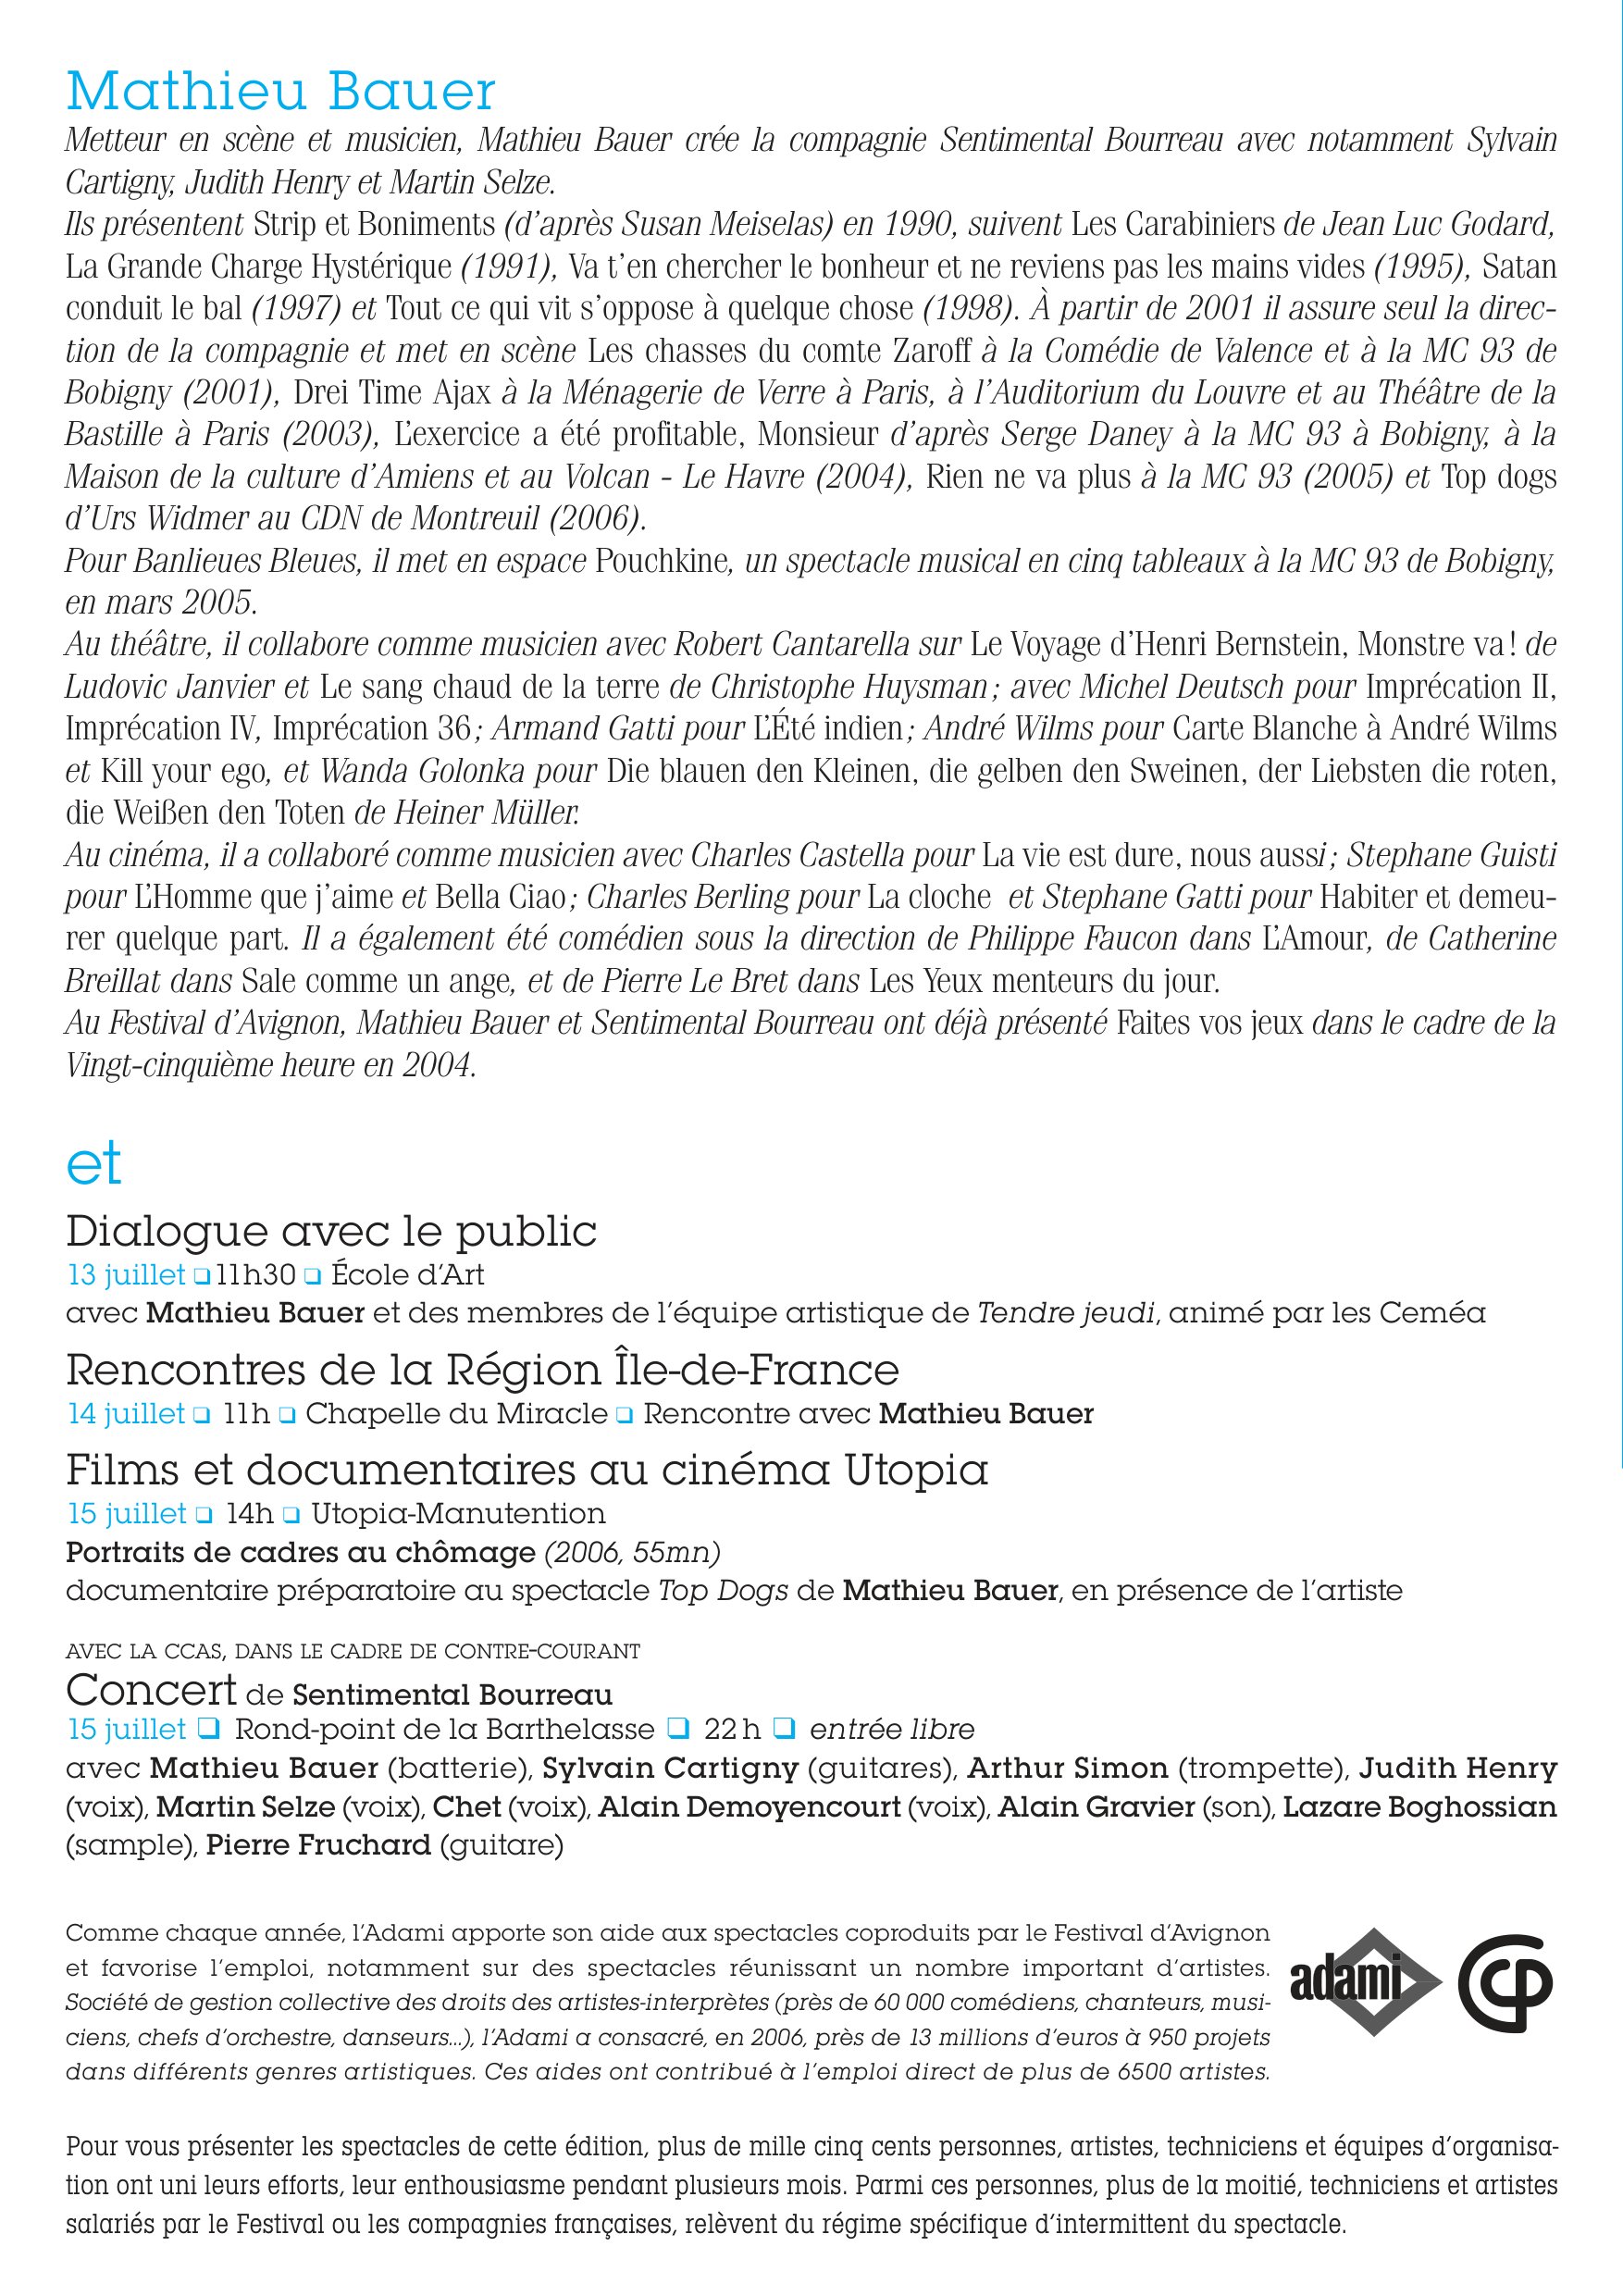 Mathieu Bauer
Metteur en scène et musicien, Mathieu Bauer crée la compagnie Sentimental Bourreau avec notamment Sylvain
Cartigny, Judith Henry et Martin Selze.
Ils présentent Strip et Boniments (d’après Susan Meiselas) en 1990, suivent Les Carabiniers de Jean Luc Godard,
La Grande Charge Hystérique (1991), Va t’en chercher le bonheur et ne reviens pas les mains vides (1995), Satan
conduit le bal (1997) et Tout ce qui vit s’oppose à quelque chose (1998). À partir de 2001 il assure seul la direc-
tion de la compagnie et met en scène Les chasses du comte Zaroff à la Comédie de Valence et à la MC 93 de
Bobigny (2001), Drei Time Ajax à la Ménagerie de Verre à Paris, à l’Auditorium du Louvre et au Théâtre de la
Bastille à Paris (2003), L’exercice a été profitable, Monsieur d’après Serge Daney à la MC 93 à Bobigny, à la
Maison de la culture d’Amiens et au Volcan - Le Havre (2004), Rien ne va plus à la MC 93 (2005) et Top dogs
d’Urs Widmer au CDN de Montreuil (2006).
Pour Banlieues Bleues, il met en espace Pouchkine, un spectacle musical en cinq tableaux à la MC 93 de Bobigny,
en mars 2005.
Au théâtre, il collabore comme musicien avec Robert Cantarella sur Le Voyage d’Henri Bernstein, Monstre va! de
Ludovic Janvier et Le sang chaud de la terre de Christophe Huysman; avec Michel Deutsch pour Imprécation II,
Imprécation IV, Imprécation 36; Armand Gatti pour L’Été indien; André Wilms pour Carte Blanche à André Wilms
et Kill your ego, et Wanda Golonka pour Die blauen den Kleinen, die gelben den Sweinen, der Liebsten die roten,
die Weißen den Toten de Heiner Müller.
Au cinéma, il a collaboré comme musicien avec Charles Castella pour La vie est dure, nous aussi; Stephane Guisti
pour L’Homme que j’aime et Bella Ciao; Charles Berling pour La cloche et Stephane Gatti pour Habiter et demeu-
rer quelque part. Il a également été comédien sous la direction de Philippe Faucon dans L’Amour, de Catherine
Breillat dans Sale comme un ange, et de Pierre Le Bret dans Les Yeux menteurs du jour.
Au Festival d’Avignon, Mathieu Bauer et Sentimental Bourreau ont déjà présenté Faites vos jeux dans le cadre de la
Vingt-cinquième heure en 2004.
et
Dialogue avec le public
13 juillet ❑11h30 ❑ École d’Art
avec Mathieu Bauer et des membres de l’équipe artistique de Tendre jeudi, animé par les Ceméa
Rencontres de la Région Île-de-France
14 juillet ❑ 11h ❑ Chapelle du Miracle ❑ Rencontre avec Mathieu Bauer
Films et documentaires au cinéma Utopia
15 juillet ❑ 14h ❑ Utopia-Manutention
Portraits de cadres au chômage (2006, 55mn)
documentaire préparatoire au spectacle Top Dogs de Mathieu Bauer, en présence de l’artiste
AVEC LA CCAS, DANS LE CADRE DE CONTRE-COURANT
Concert de Sentimental Bourreau
15 juillet ❑ Rond-point de la Barthelasse ❑ 22 h ❑ entrée libre
avec Mathieu Bauer (batterie), Sylvain Cartigny (guitares), Arthur Simon (trompette), Judith Henry
(voix), Martin Selze (voix), Chet (voix), Alain Demoyencourt (voix), Alain Gravier (son), Lazare Boghossian
(sample), Pierre Fruchard (guitare)
Comme chaque année, l’Adami apporte son aide aux spectacles coproduits par le Festival d’Avignon
et favorise l’emploi, notamment sur des spectacles réunissant un nombre important d’artistes.
Société de gestion collective des droits des artistes-interprètes (près de 60 000 comédiens, chanteurs, musi-
ciens, chefs d’orchestre, danseurs...), l’Adami a consacré, en 2006, près de 13 millions d’euros à 950 projets
dans différents genres artistiques. Ces aides ont contribué à l’emploi direct de plus de 6500 artistes.
adami
Pour vous présenter les spectacles de cette édition, plus de mille cinq cents personnes, artistes, techniciens et équipes d’organisa-
tion ont uni leurs efforts, leur enthousiasme pendant plusieurs mois. Parmi ces personnes, plus de la moitié, techniciens et artistes
salariés par le Festival ou les compagnies françaises, relèvent du régime spécifique d’intermittent du spectacle.